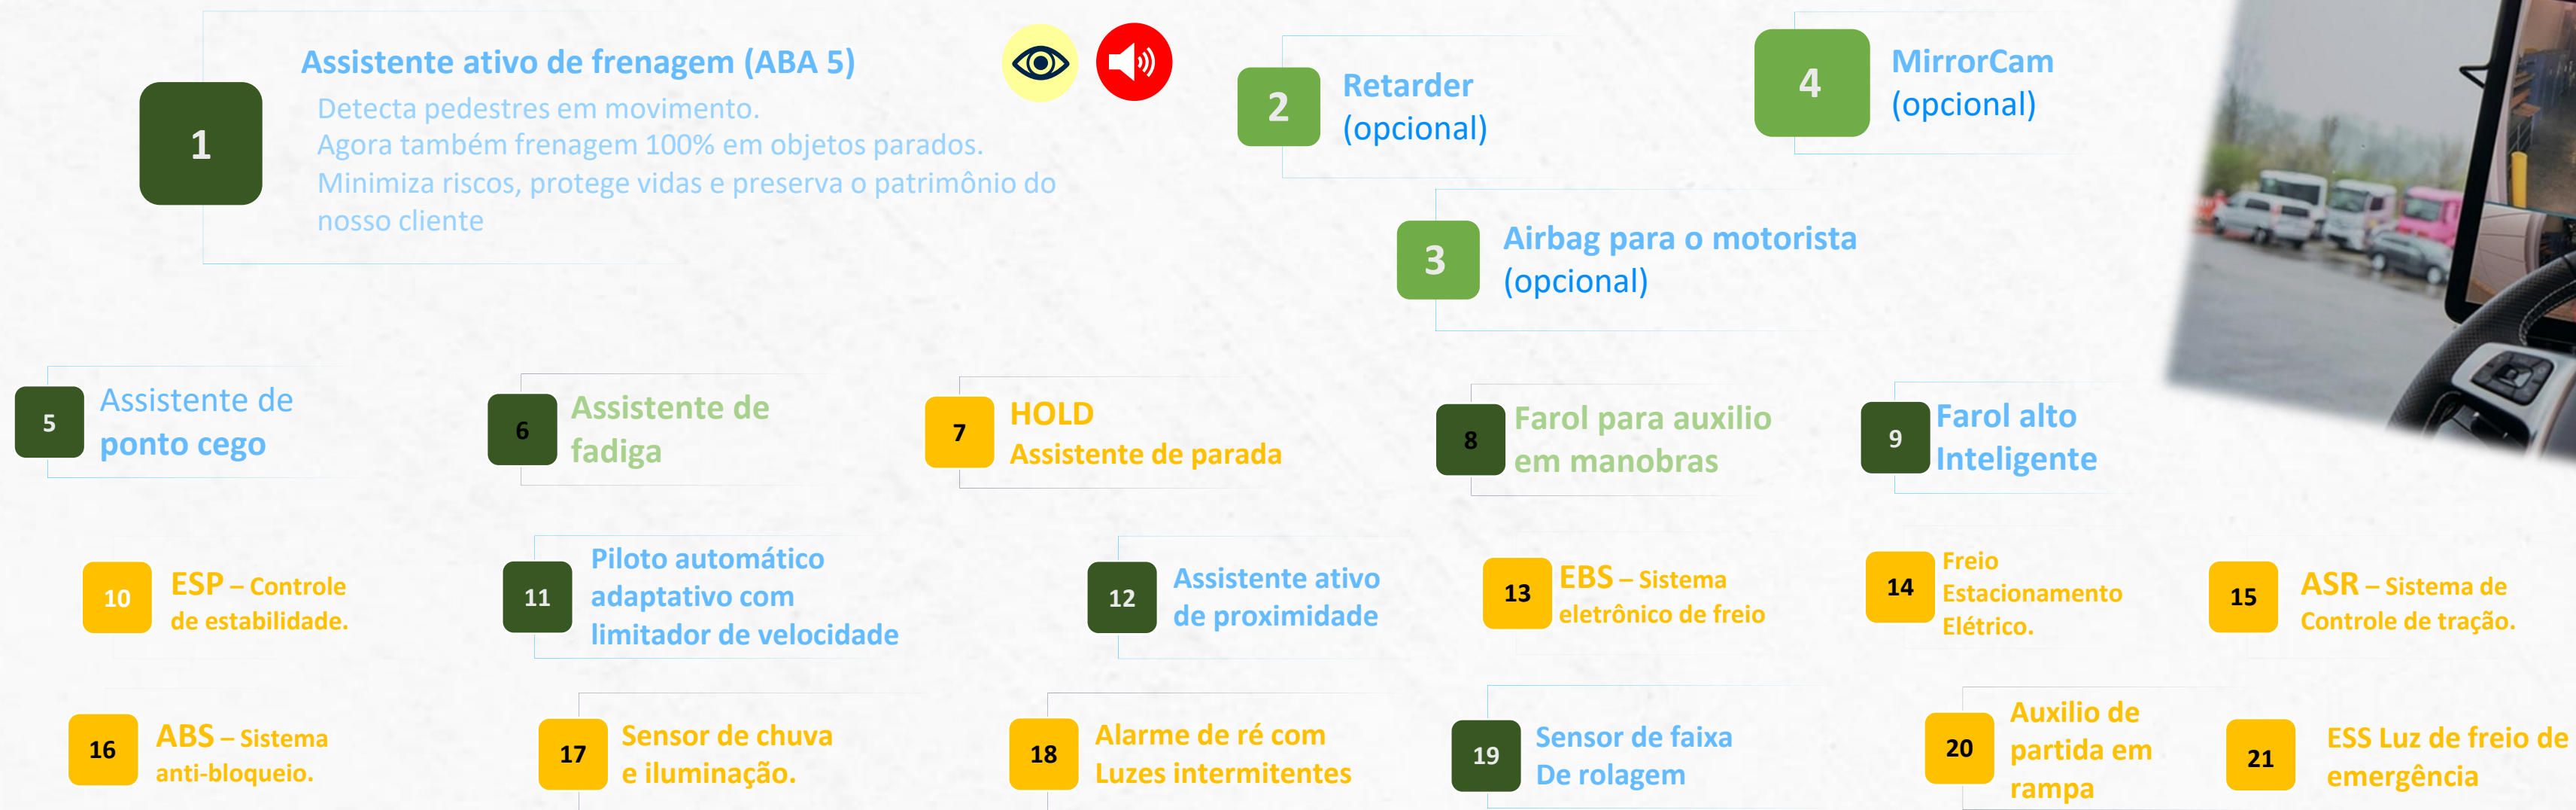 1
Assistente ativo de frenagem (ABA 5)
Detecta pedestres em movimento.
Agora também frenagem 100% em objetos parados.
Minimiza riscos, protege vidas e preserva o patrimônio do
nosso cliente
2
Retarder
(opcional)
4
MirrorCam
(opcional)
3
Airbag para o motorista
(opcional)
5
Assistente de
ponto cego
6
Assistente de
fadiga
7
HOLD
Assistente de parada
8
Farol para auxilio
em manobras
9
Farol alto
Inteligente
10
ESP – Controle
de estabilidade.
11
Piloto automático
adaptativo com
limitador de velocidade
12
Assistente ativo
de proximidade
13
EBS – Sistema
eletrônico de freio
14
Freio
Estacionamento
Elétrico.
15
ASR – Sistema de
Controle de tração.
16
ABS – Sistema
anti-bloqueio.
17
Sensor de chuva
e iluminação.
18
Alarme de ré com
Luzes intermitentes
19
Sensor de faixa
De rolagem
20
Auxilio de
partida em
rampa
21
ESS Luz de freio de
emergência